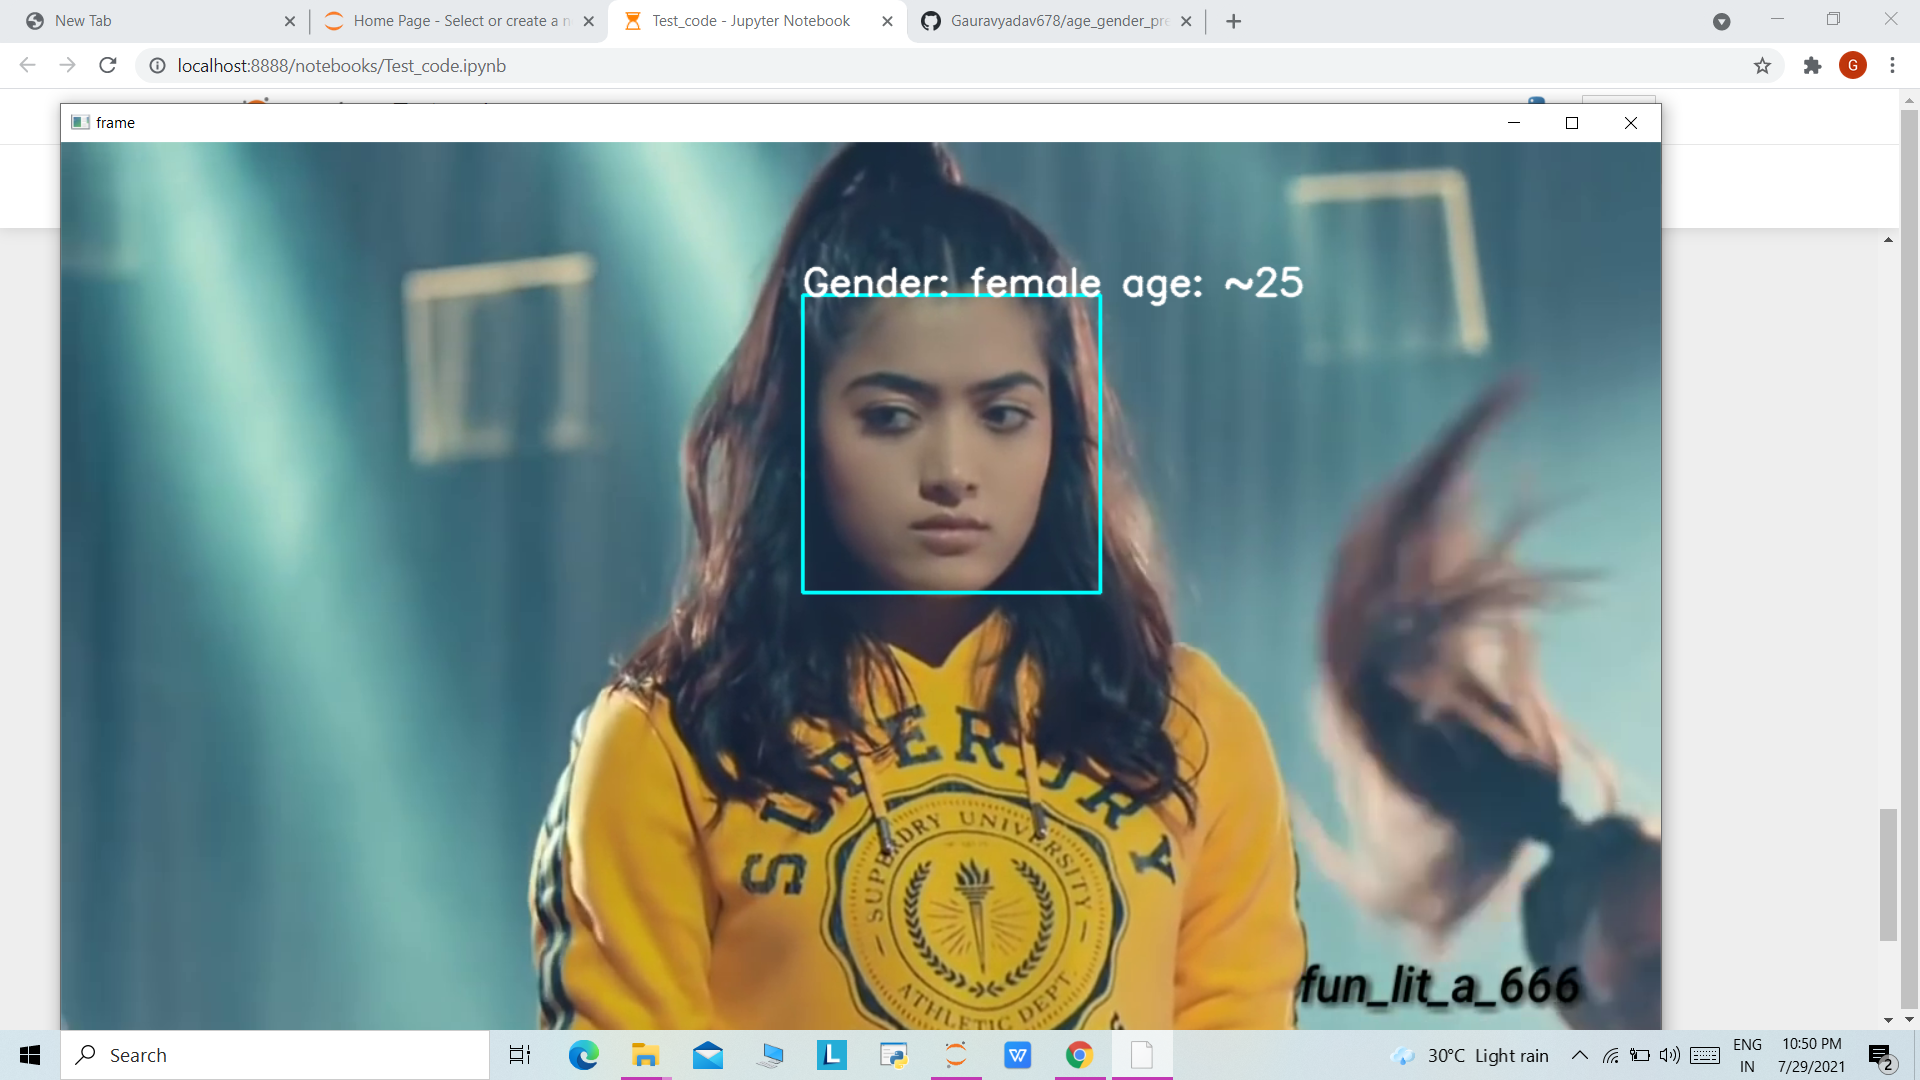 New Tab
Home Page - Select or create a n
Test_code - Jupyter Notebook
Gauravyadav678/age_gender_pre
localhost:8888/notebooks/Test_code.ipynb
G
frame
Gender: female age: ~25
SUPERDRY
SUPERDRY UNIVERSITY
ATHLETIC DEPT.
fun_lit_a_666
Search
L
W
30°C Light rain
ENG
IN
10:50 PM
7/29/2021
2